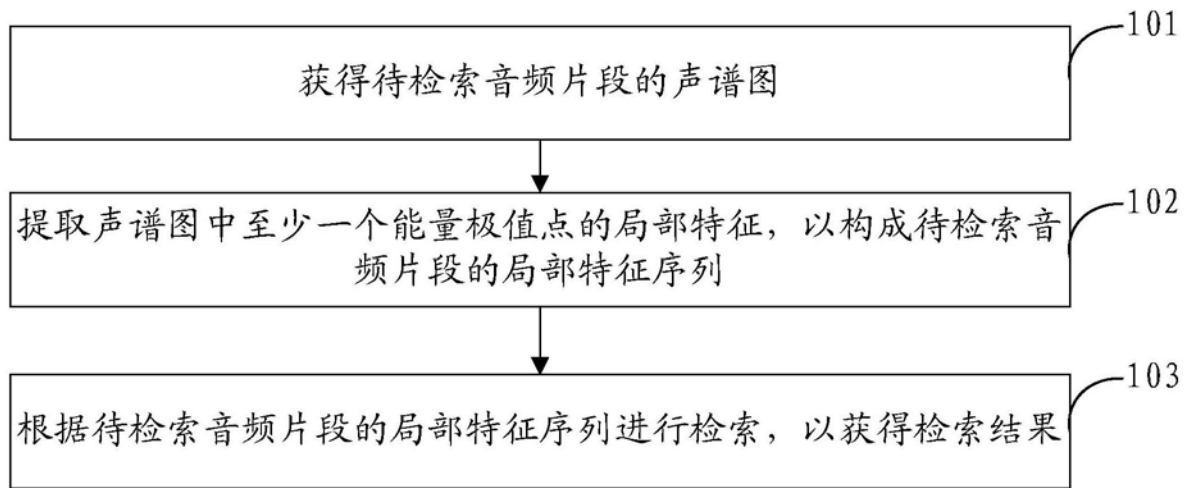 101
获得待检索音频片段的声谱图
102
提取声谱图中至少一个能量极值点的局部特征，以构成待检索音
频片段的局部特征序列
103
根据待检索音频片段的局部特征序列进行检索，以获得检索结果